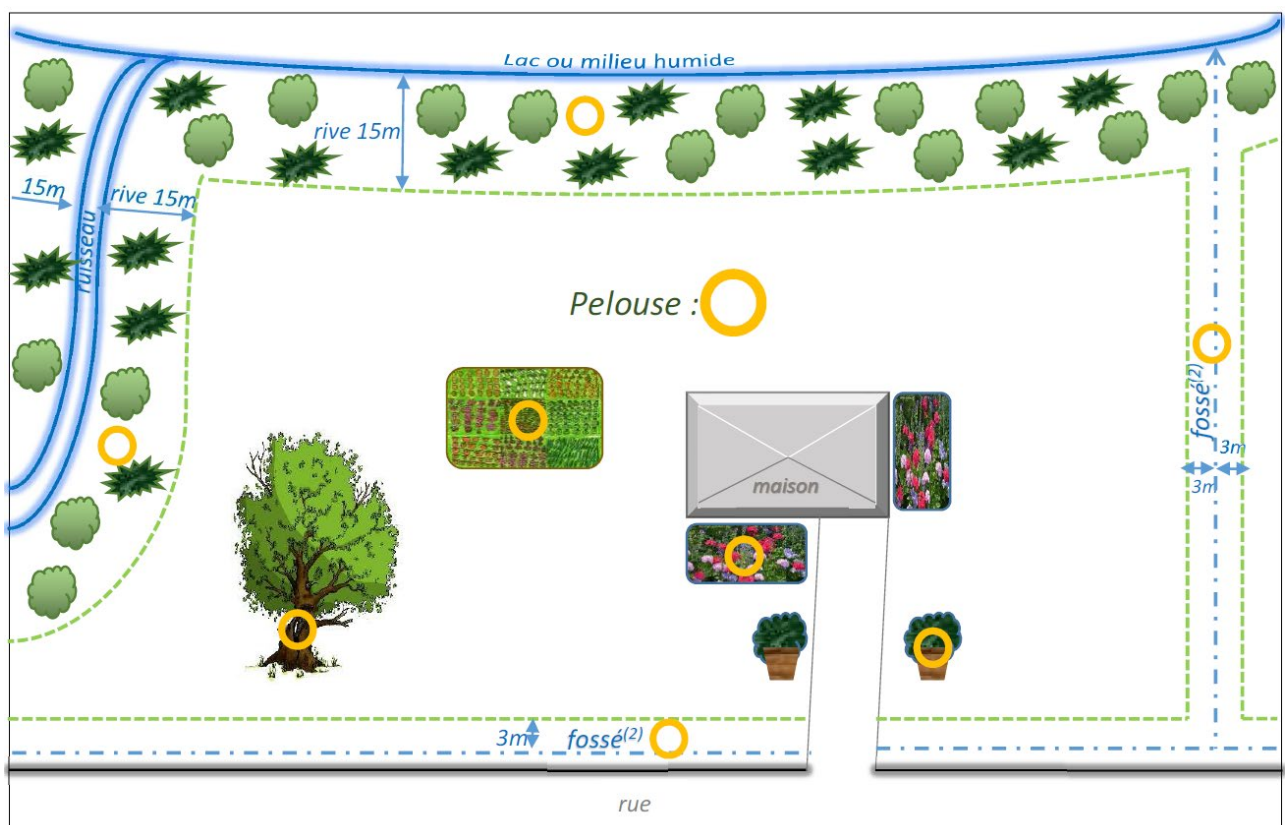 Lac ou milieu humide
rive 15m
15m
rive 15m
ruisseau
Pelouse :
fossé(2)
3m
3m
maison
3m
fossé(2)
rue